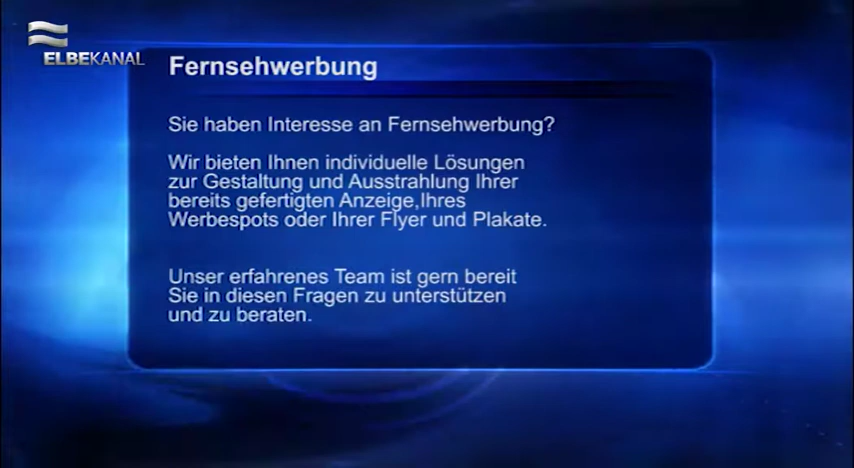 ELBEKANAL
Fernsehwerbung
Sie haben Interesse an Fernsehwerbung?
Wir bieten Ihnen individuelle Lösungen
zur Gestaltung und Ausstrahlung Ihrer
bereits gefertigten Anzeige,Ihres
Werbespots oder Ihrer Flyer und Plakate.
Unser erfahrenes Team ist gern bereit
Sie in diesen Fragen zu unterstützen
und zu beraten.